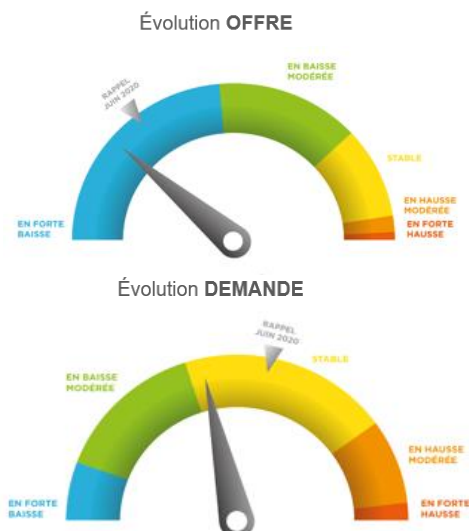 Évolution OFFRE
EN BAISSE
MODÉRÉE
RAPPEL
JUIN 2020
STABLE
EN HAUSSE
MODÉRÉE
EN FORTE
BAISSE
EN FORTE
HAUSSE
Évolution DEMANDE
RAPPEL
JUIN 2020
STABLE
EN BAISSE
MODÉRÉE
EN HAUSSE
MODÉRÉE
EN FORTE
BAISSE
EN FORTE
HAUSSE